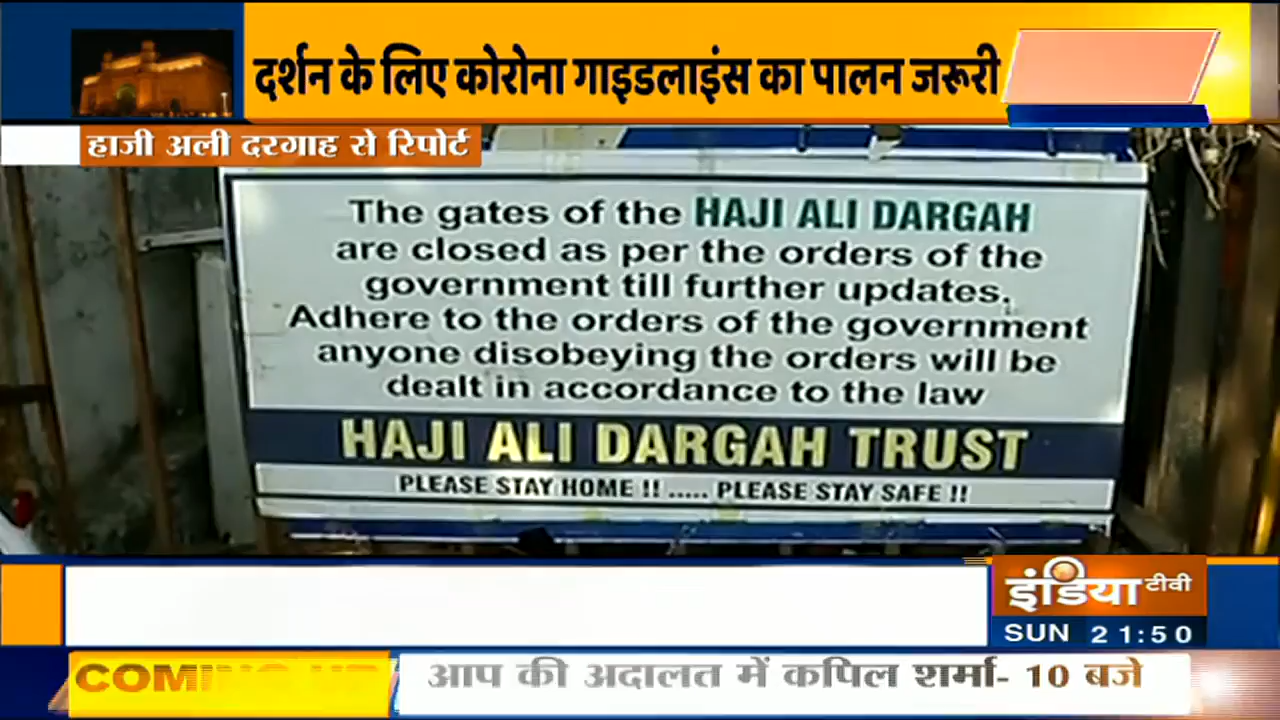 दर्शन के लिए कोरोना गाइडलाइंस का पालन जरूरी
हाजी अली दरगाह से रिपोर्ट
The gates of the HAJI ALI DARGAH
are closed as per the orders of the
government till further updates.
Adhere to the orders of the government
anyone disobeying the orders will be
dealt in accordance to the law
HAJI ALI DARGAH TRUST
PLEASE STAY HOME !! ..... PLEASE STAY SAFE !!
इंडिया टीवी
SUN 21:50
COMING UP
आप की अदालत में कपिल शर्मा- 10 बजे